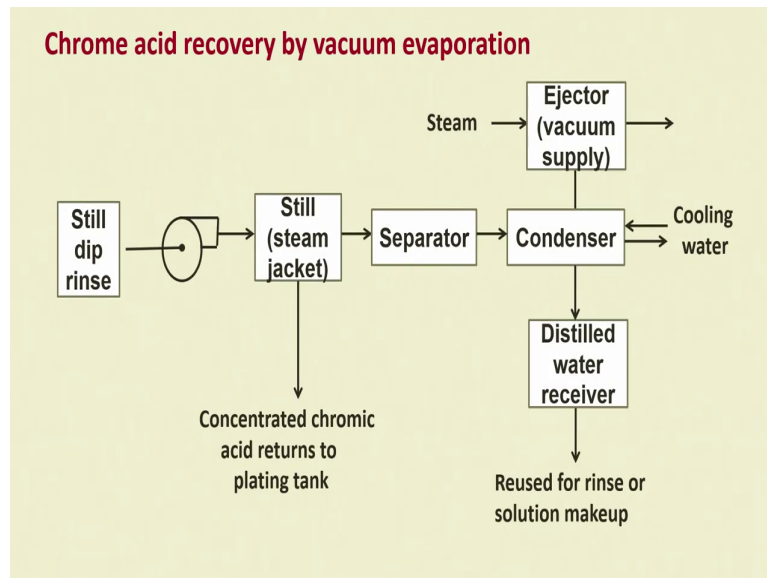 Chrome acid recovery by vacuum evaporation
Ejector
(vacuum
supply)
Steam
Still
dip
rinse
Still
(steam
jacket)
Separator
Condenser
Cooling
water
Distilled
water
receiver
Concentrated chromic
acid returns to
plating tank
Reused for rinse or
solution makeup